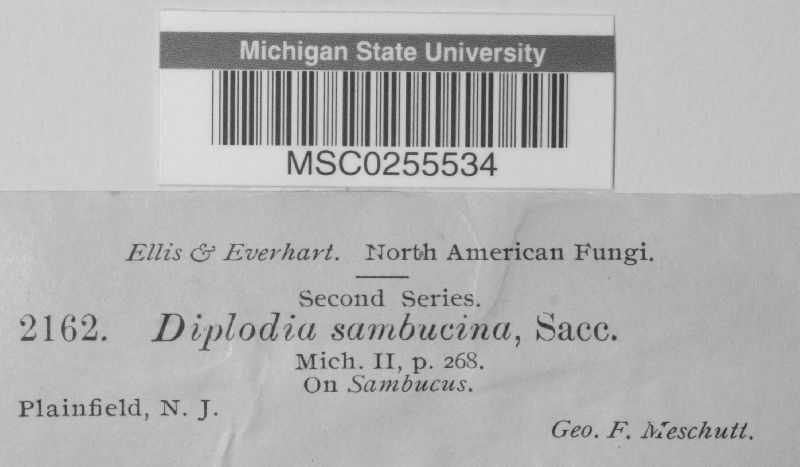 Michigan State University
MSC0255534
Ellis & Everhart. North American Fungi.
Second Series.
2162. Diplodia sambucina, Sacc.
Mich. II, p. 268.
On Sambucus.
Plainfield, N. J.
Geo. F. Meschutt.